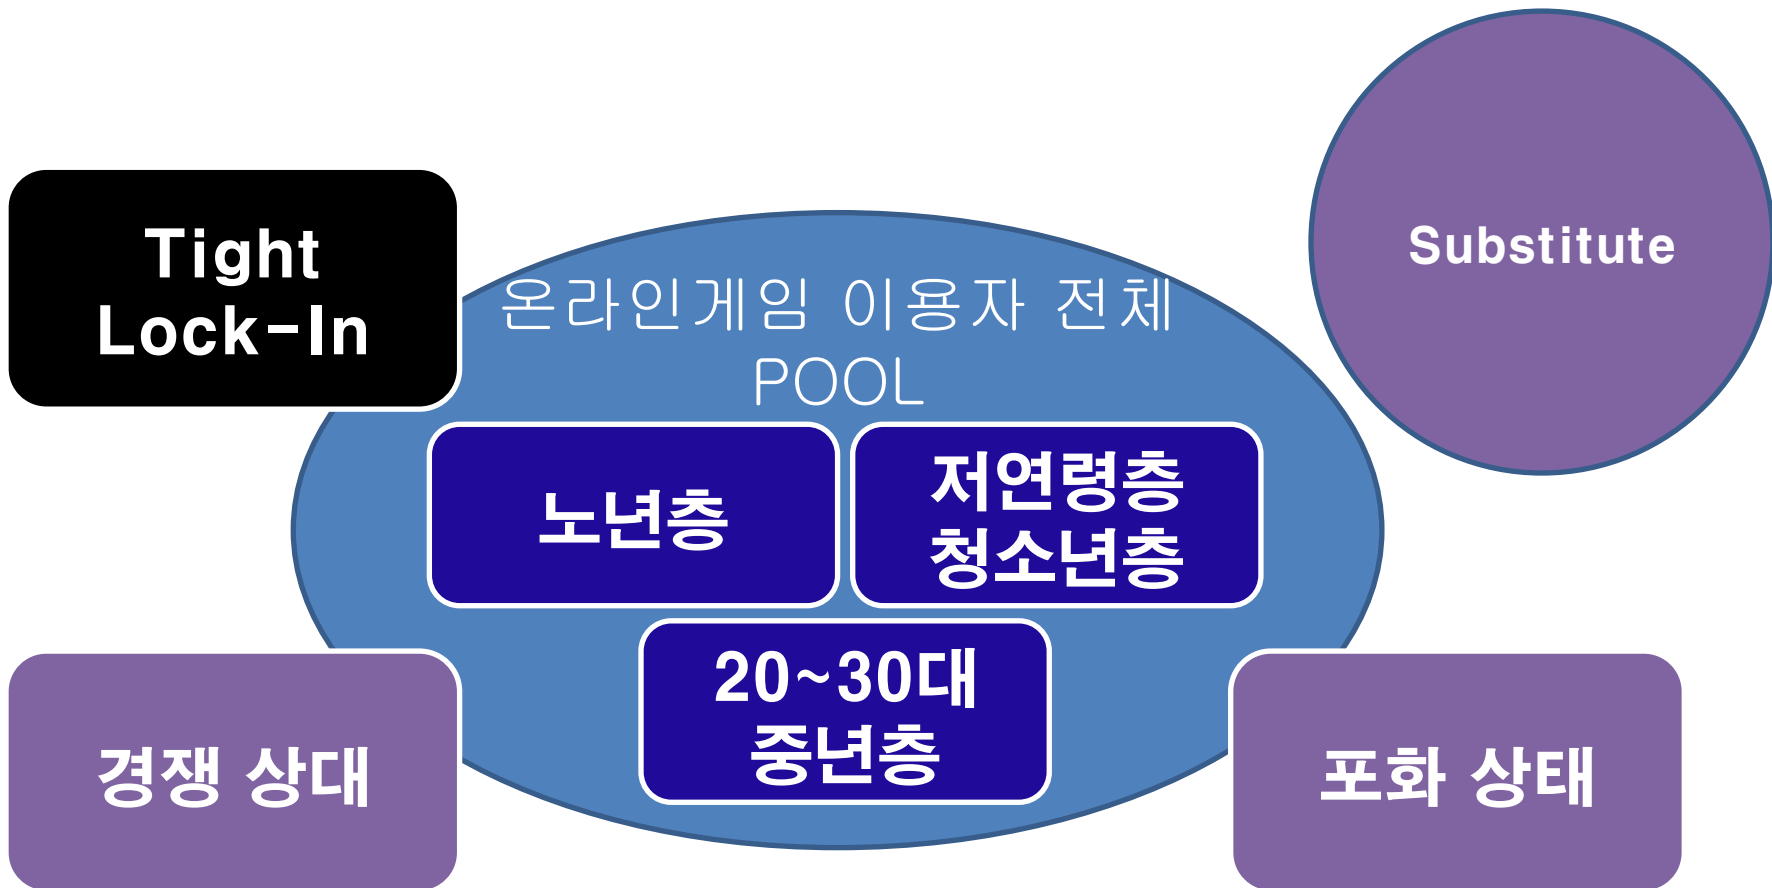 Tight
Lock-In
Substitute
온라인게임 이용자 전체
POOL
노년층
저연령층
청소년층
20~30대
중년층
경쟁 상대
포화 상태